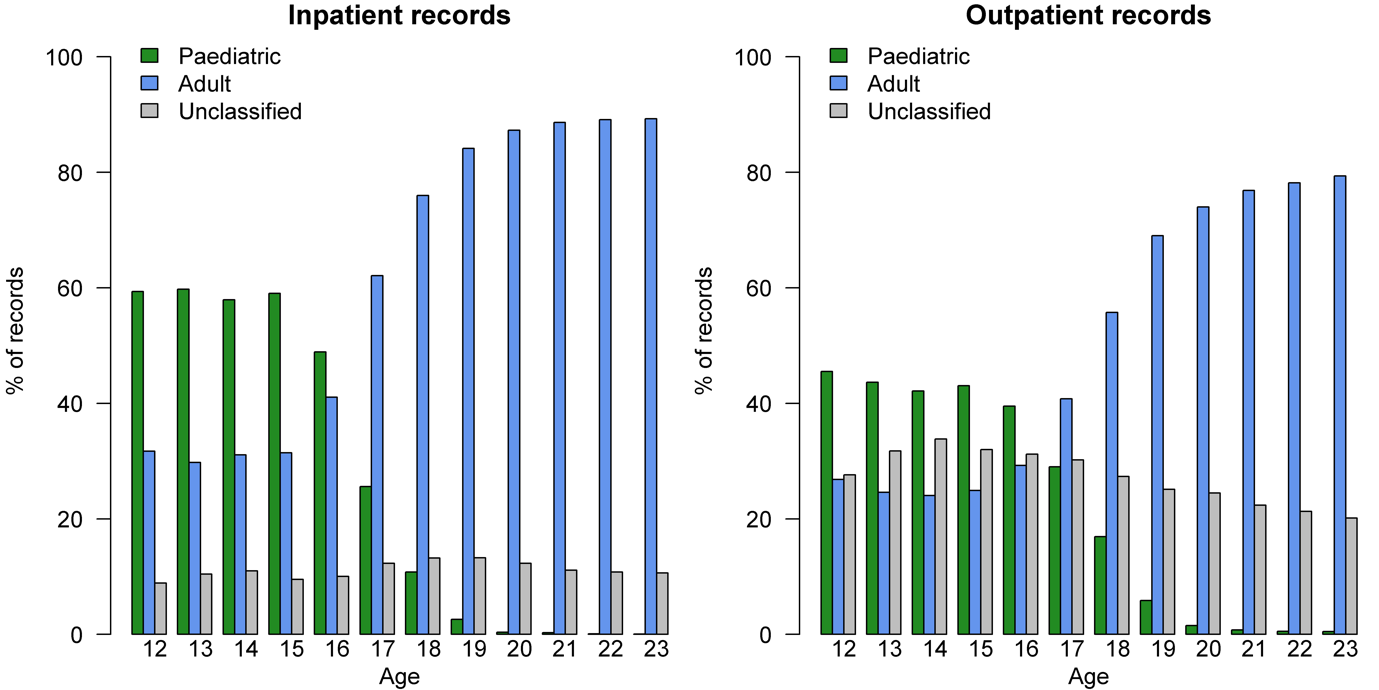 Inpatient records
Paediatric
Adult
Unclassified
100
80
60
40
20
0
% of records
12 13 14 15 16 17 18 19 20 21 22 23
Age
Outpatient records
Paediatric
Adult
Unclassified
100
80
60
40
20
0
% of records
12 13 14 15 16 17 18 19 20 21 22 23
Age